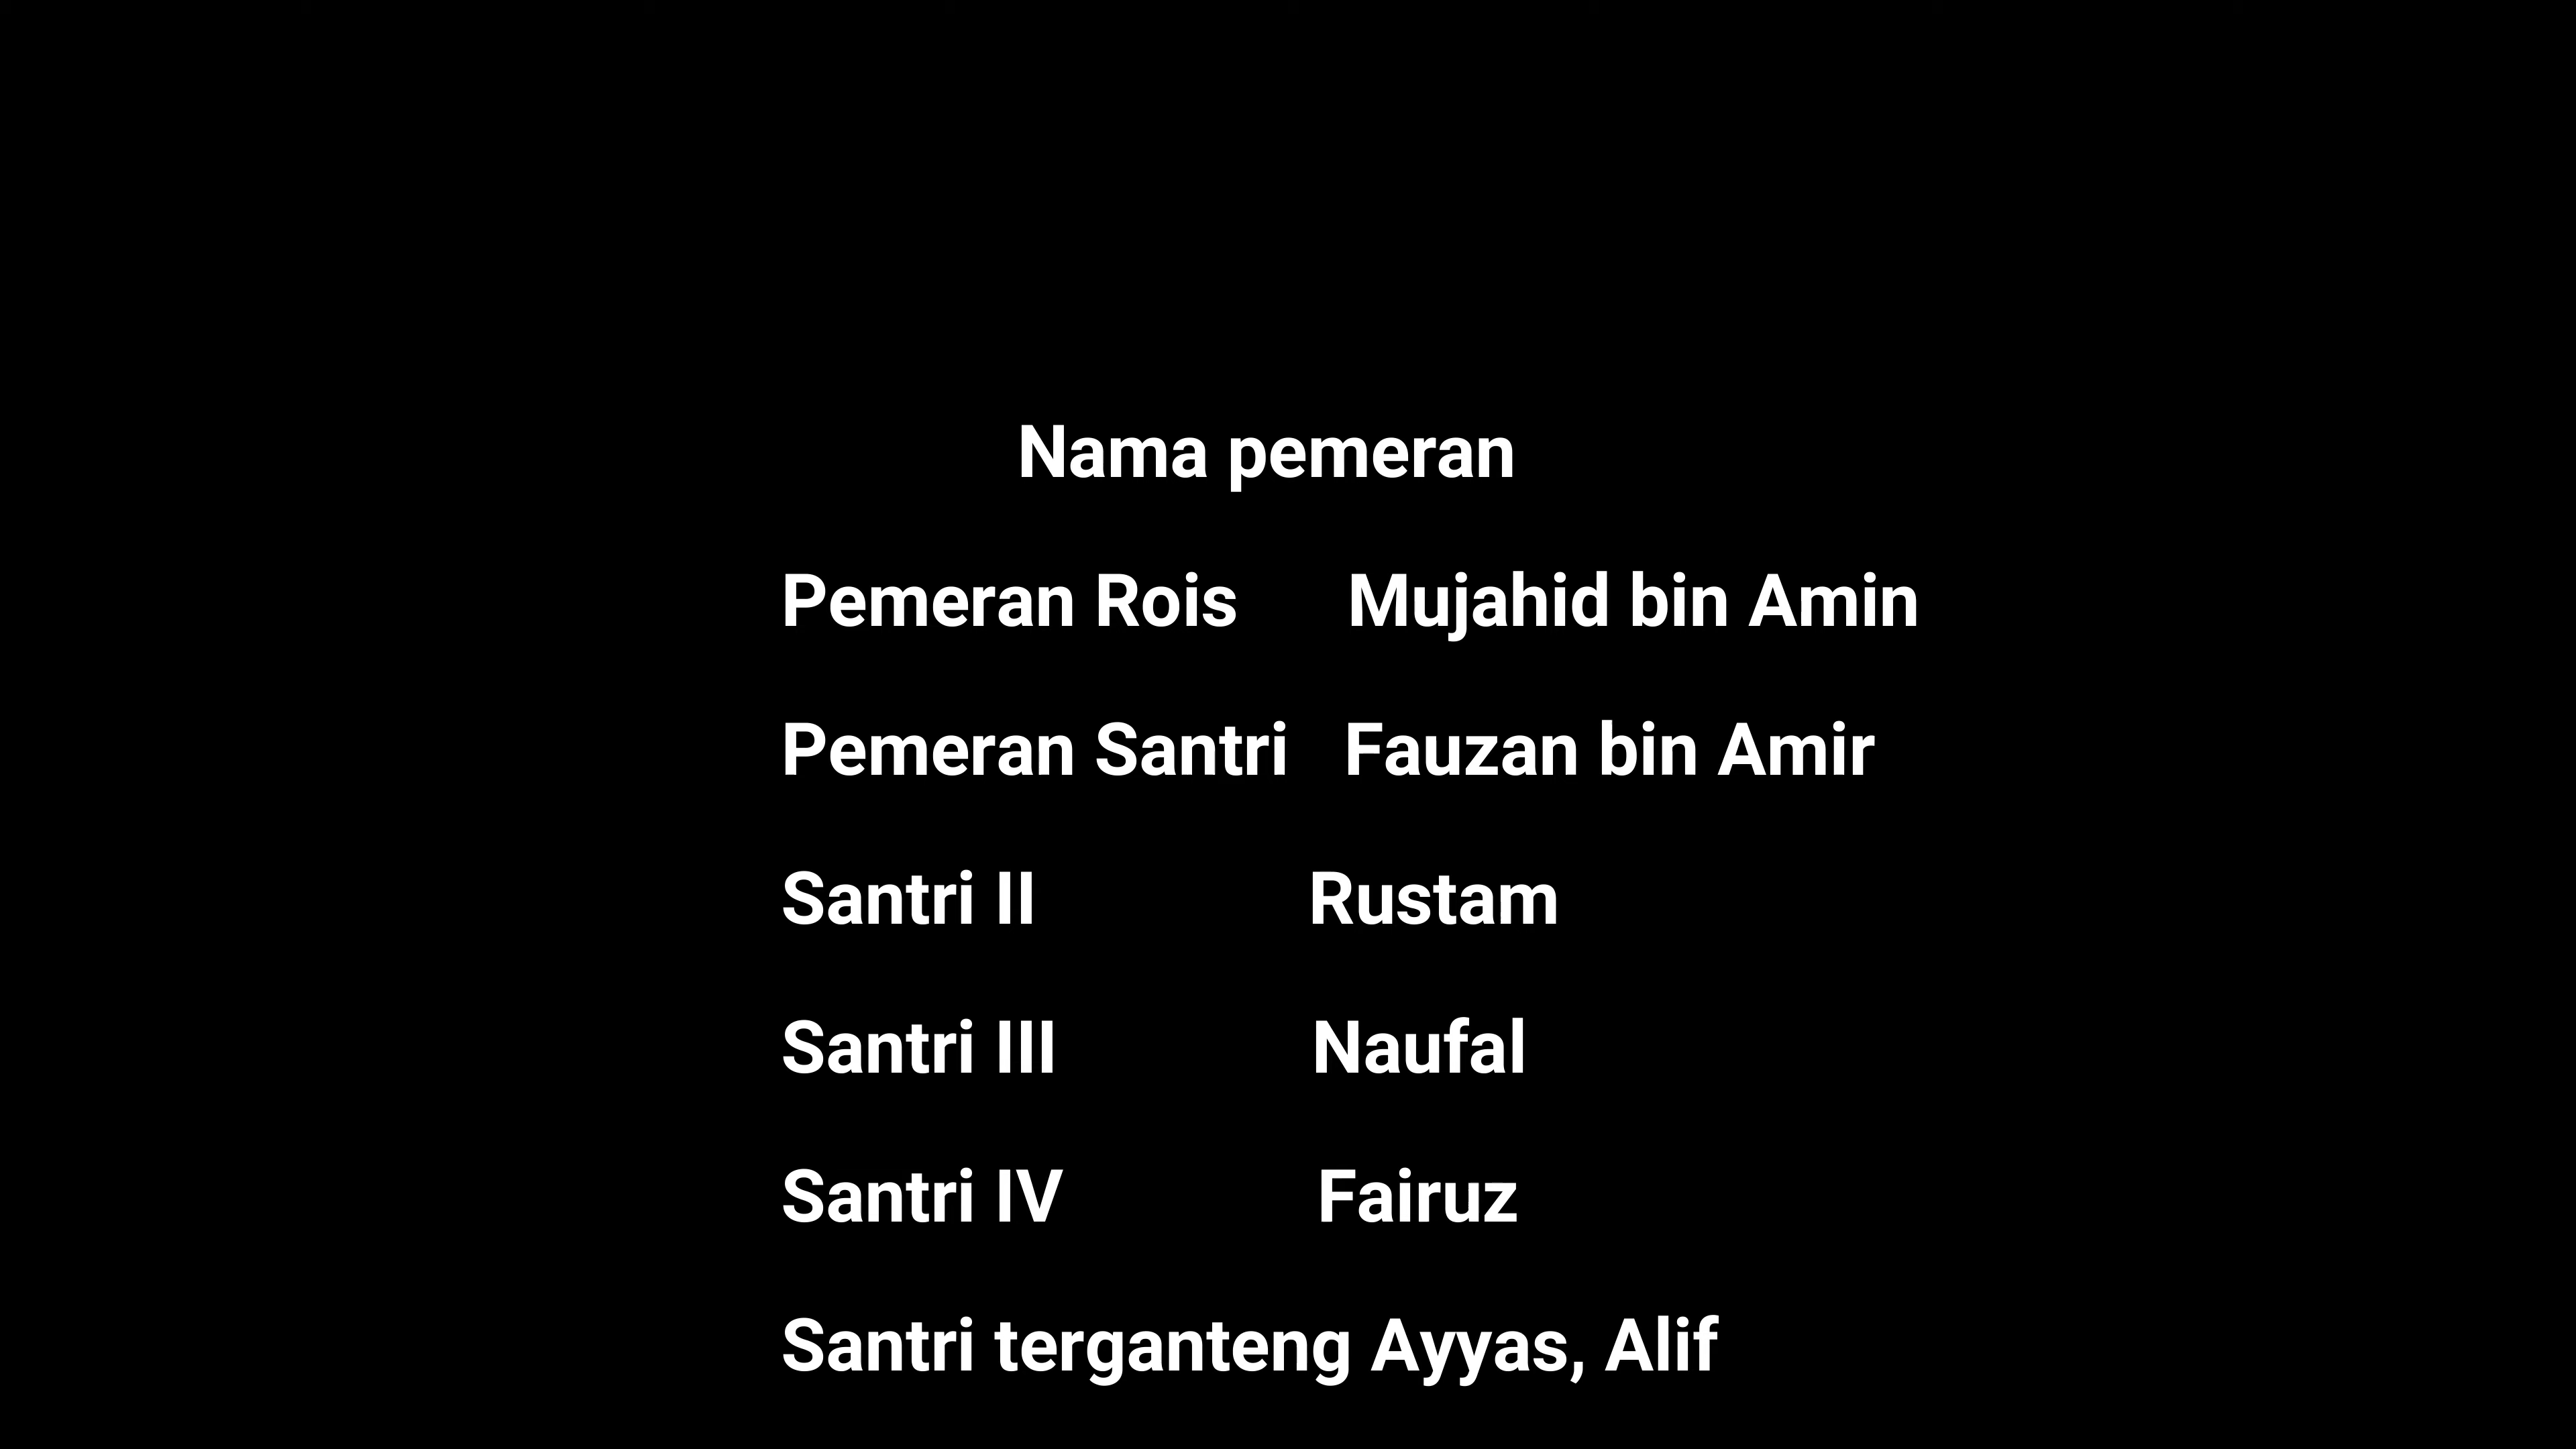 Nama pemeran
Pemeran Rois Mujahid bin Amin
Pemeran Santri Fauzan bin Amir
Santri II Rustam
Santri III Naufal
Santri IV Fairuz
Santri terganteng Ayyas, Alif